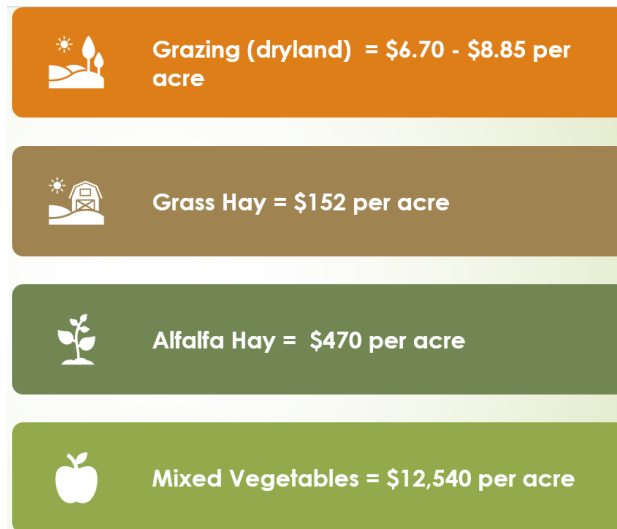 Grazing (dryland)  = $6.70 - $8.85 per
acre
Grass Hay = $152 per acre
Alfalfa Hay =  $470 per acre
Mixed Vegetables = $12,540 per acre